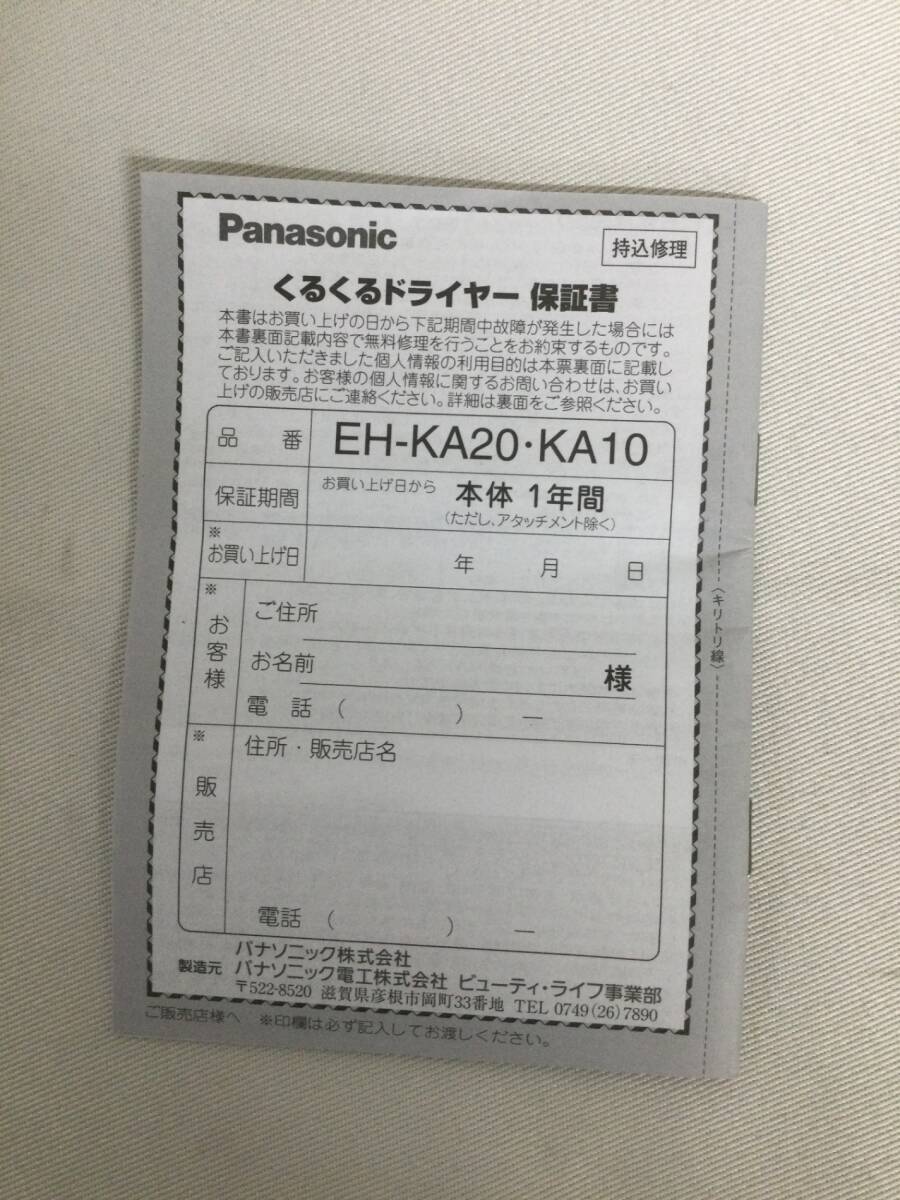 Panasonic
持込修理
くるくるドライヤー 保証書
本書はお買い上げの日から下記期間中故障が発生した場合には
本書裏面記載内容で無料修理を行うことをお約束するものです。
ご記入いただきました個人情報の利用目的は本票裏面に記載し
ております。お客様の個人情報に関するお問い合わせは、お買い
上げの販売店にご連絡ください。詳細は裏面をご参照ください。
品 番 EH-KA20・KA10
保証期間 お買い上げ日から 本体 1年間
(ただし、アタッチメント除く)
※お買い上げ日 年 月 日
※お客様
ご住所
お名前 様
電 話 ( ) ―
※販売店
住所・販売店名
電話 ( ) ―
パナソニック株式会社
製造元 パナソニック電工株式会社 ビューティ・ライフ事業部
〒522-8520 滋賀県彦根市岡町33番地 TEL 0749(26)7890
ご販売店様へ ※印欄は必ず記入してお渡しください。
〈キリトリ線〉